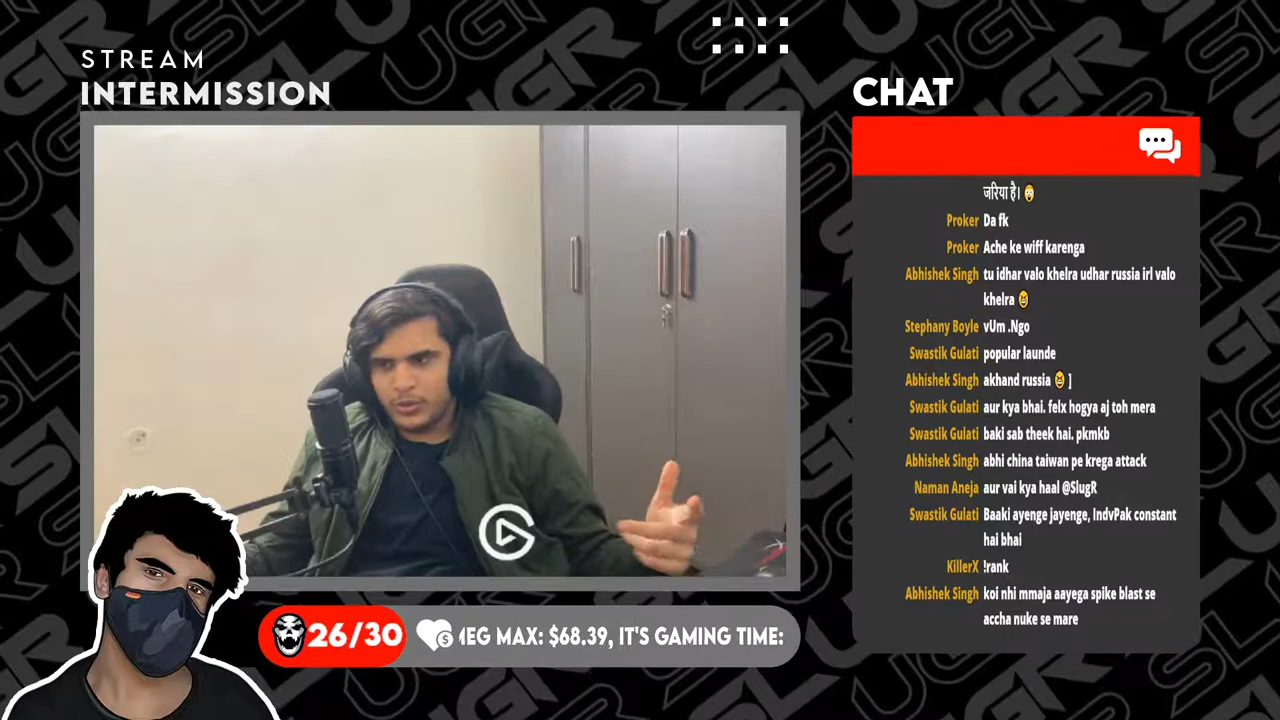 STREAM
INTERMISSION
CHAT
जरिया है।
Proker Da fk
Proker Ache ke wiff karenga
Abhishek Singh tu idhar valo khelra udhar russia irl valo
khelra
Stephany Boyle vUm .Ngo
Swastik Gulati popular launde
Abhishek Singh akhand russia ]
Swastik Gulati aur kya bhai. felx hogya aj toh mera
Swastik Gulati baki sab theek hai. pkmkb
Abhishek Singh abhi china taiwan pe krega attack
Naman Aneja aur vai kya haal @SlugR
Swastik Gulati Baaki ayenge jayenge, IndvPak constant
hai bhai
KillerX !rank
Abhishek Singh koi nhi mmaja aayega spike blast se
accha nuke se mare
26/30
MEG MAX: $68.39, IT'S GAMING TIME: